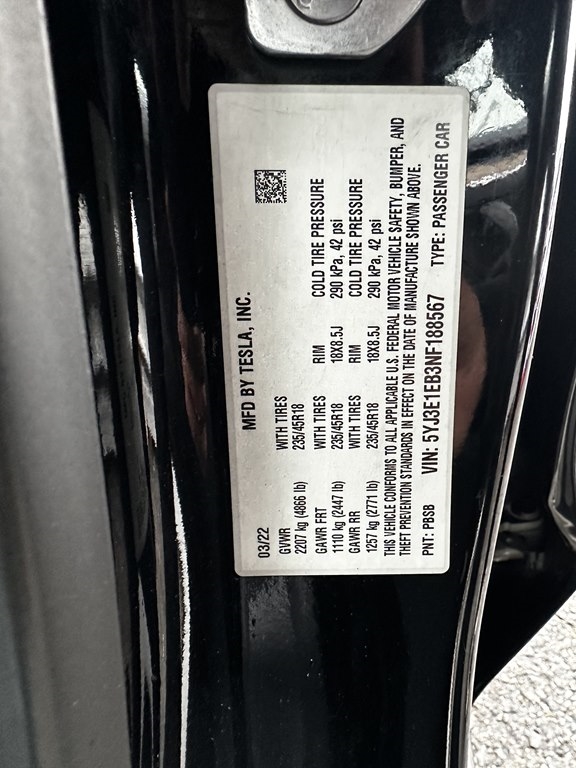 MFD BY TESLA, INC.
03/22
GVWR WITH TIRES
2207 kg (4866 lb) 235/45R18
GAWR FRT WITH TIRES RIM COLD TIRE PRESSURE
1110 kg (2447 lb) 235/45R18 18X8.5J 290 kPa, 42 psi
GAWR RR WITH TIRES RIM COLD TIRE PRESSURE
1257 kg (2771 lb) 235/45R18 18X8.5J 290 kPa, 42 psi
THIS VEHICLE CONFORMS TO ALL APPLICABLE U.S. FEDERAL MOTOR VEHICLE SAFETY, BUMPER, AND
THEFT PREVENTION STANDARDS IN EFFECT ON THE DATE OF MANUFACTURE SHOWN ABOVE.
PNT: PBSB VIN: 5YJ3E1EB3NF188567 TYPE: PASSENGER CAR